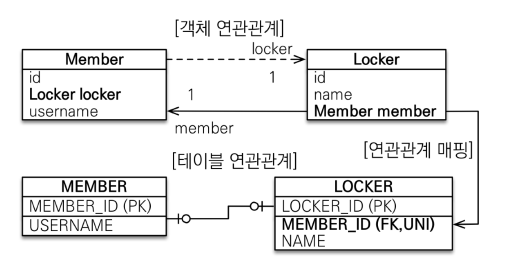 [객체 연관관계]
locker
Member
id
Locker locker
username
1
1
member
Locker
id
name
Member member
[연관관계 매핑]
[테이블 연관관계]
MEMBER
MEMBER_ID (PK)
USERNAME
LOCKER
LOCKER_ID (PK)
MEMBER_ID (FK,UNI)
NAME